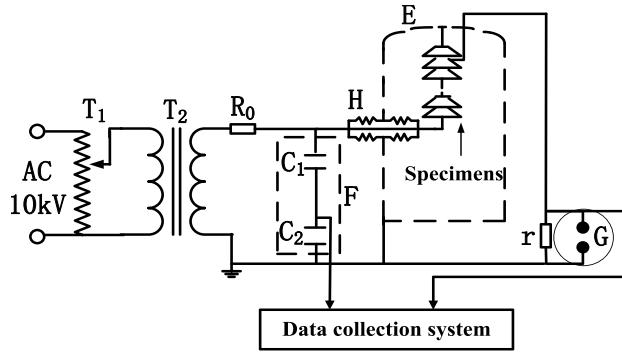 E
T₁
T₂
R₀
H
AC
10kV
C₁
Specimens
F
C₂
r
G
Data collection system